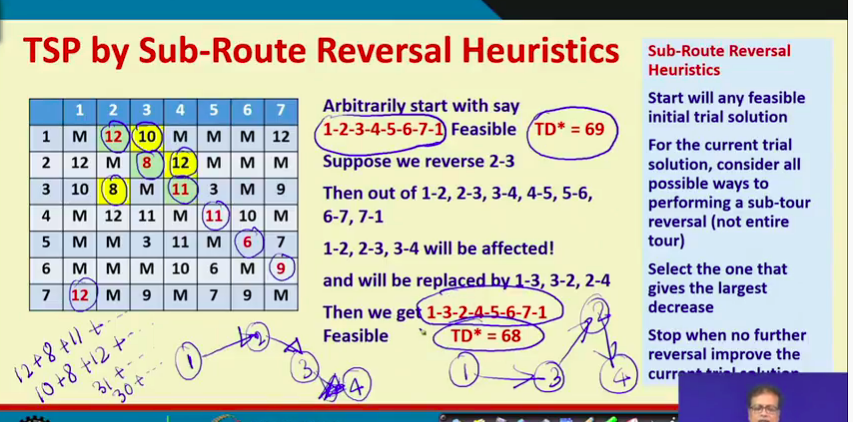 TSP by Sub-Route Reversal Heuristics
1 2 3 4 5 6 7
1 M 12 10 M M M 12
2 12 M 8 12 M M M
3 10 8 M 11 3 M 9
4 M 12 11 M 11 10 M
5 M M 3 11 M 6 7
6 M M M 10 6 M 9
7 12 M 9 M 7 9 M
12+8+11+...
10+8+12+...
31+...
30+...
Arbitrarily start with say
1-2-3-4-5-6-7-1 Feasible TD* = 69
Suppose we reverse 2-3
Then out of 1-2, 2-3, 3-4, 4-5, 5-6,
6-7, 7-1
1-2, 2-3, 3-4 will be affected!
and will be replaced by 1-3, 3-2, 2-4
Then we get 1-3-2-4-5-6-7-1
Feasible TD* = 68
1 2 3 4
1 3 2 4
Sub-Route Reversal
Heuristics
Start will any feasible
initial trial solution
For the current trial
solution, consider all
possible ways to
performing a sub-tour
reversal (not entire
tour)
Select the one that
gives the largest
decrease
Stop when no further
reversal improve the
current trial solution